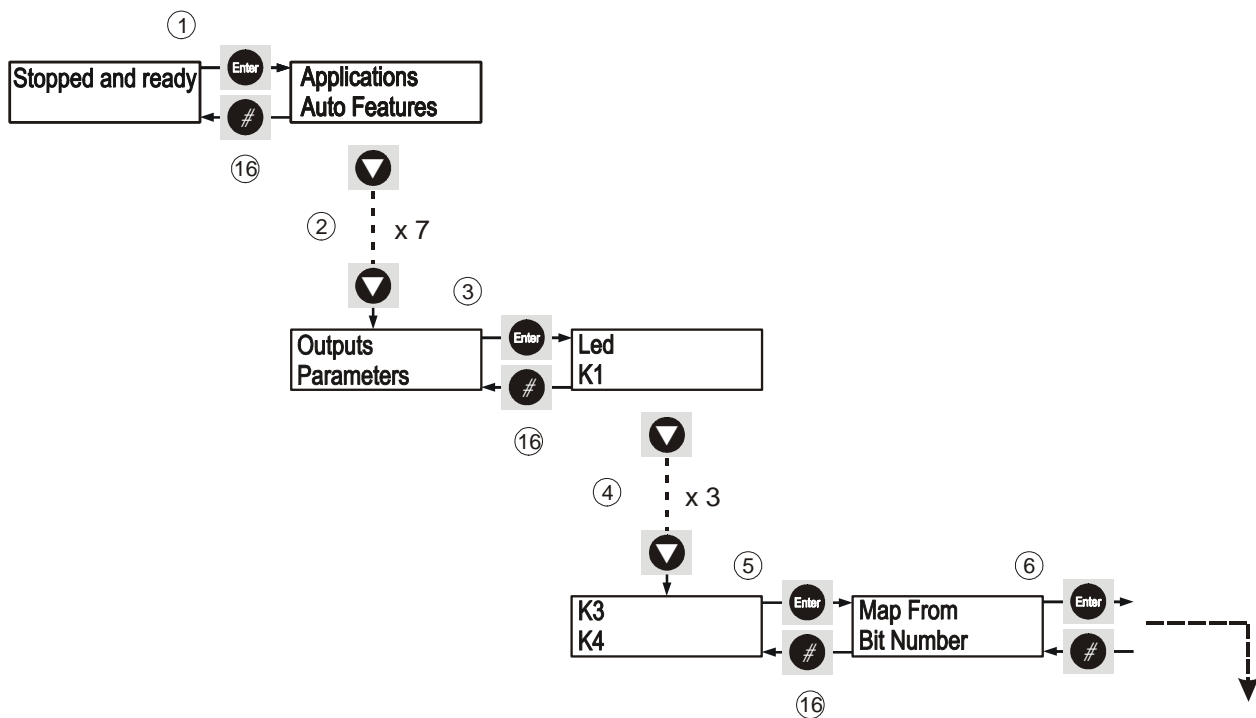 1
Stopped and ready
Enter
Applications
Auto Features
#
16
2
x 7
3
Outputs
Parameters
Enter
Led
K1
#
16
4
x 3
5
6
K3
K4
Enter
Map From
Bit Number
Enter
#
#
16